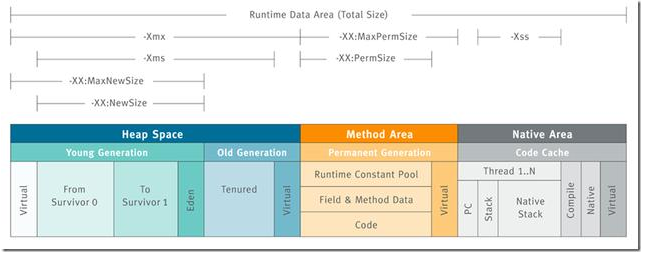 Runtime Data Area (Total Size)
-Xmx
-XX:MaxPermSize
-Xss
-Xms
-XX:PermSize
-XX:MaxNewSize
-XX:NewSize
Heap Space
Method Area
Native Area
Young Generation
Old Generation
Permanent Generation
Code Cache
Virtual
From
Survivor 0
To
Survivor 1
Eden
Tenured
Virtual
Runtime Constant Pool
Field & Method Data
Code
Virtual
Thread 1..N
PC
Stack
Native
Stack
Compile
Native
Virtual